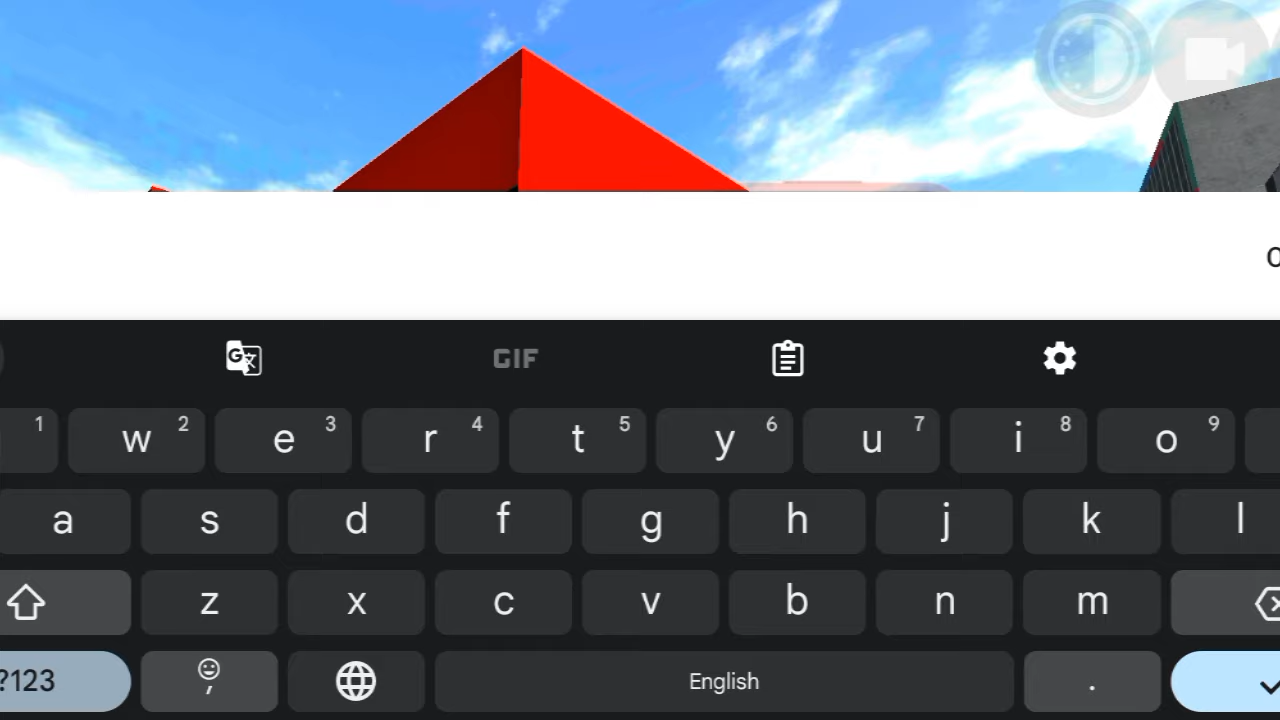 GIF
1 w 2 e 3 r 4 t 5 y 6 u 7 i 8 o 9
a s d f g h j k l
z x c v b n m
?123 , English .